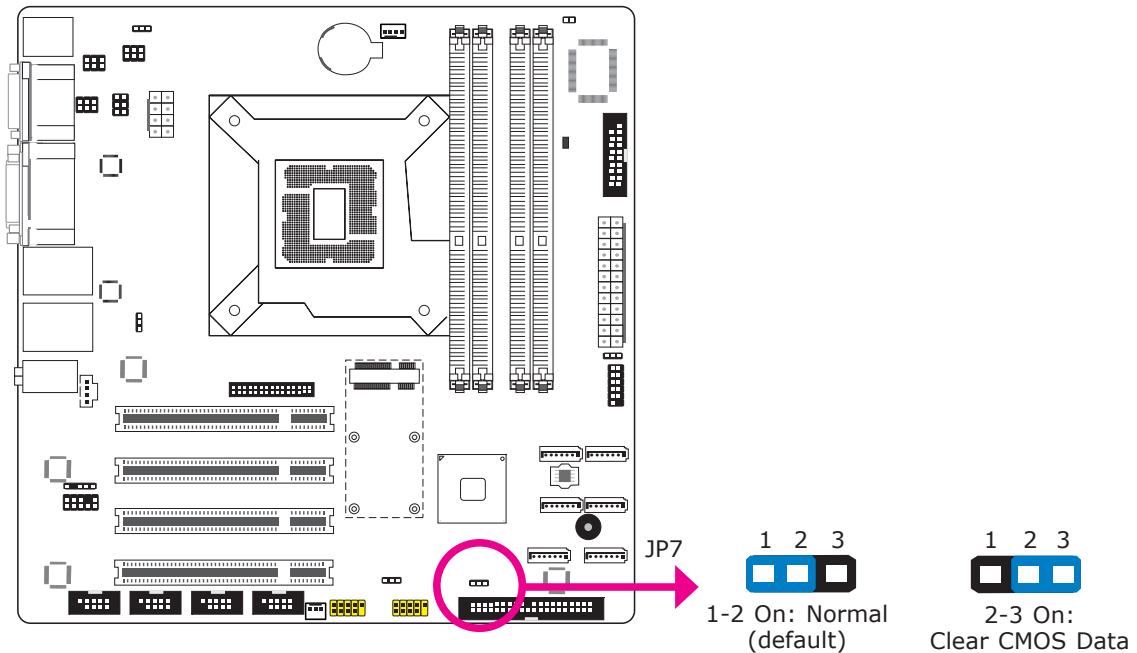 JP7
1 2 3
1-2 On: Normal
(default)
1 2 3
2-3 On:
Clear CMOS Data